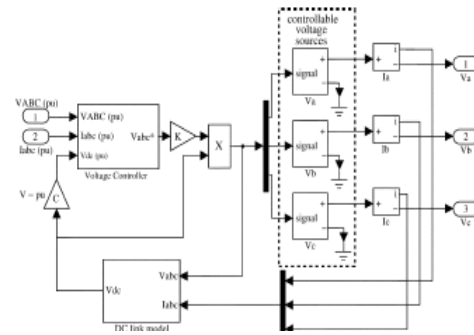 controllable
voltage
sources
VABC (pu)
1
VABC (pu)
2
Iabc (pu)
Iabc (pu)
Vdc (pu)
Vabc*
Voltage Controller
K
X
V - pu
C
signal
+
-
Va
signal
+
-
Vb
signal
+
-
Vc
+
-
i
Ia
+
-
i
Ib
+
-
i
Ic
1
Va
2
Vb
3
Vc
Vdc
Vabc
Iabc
DC link model